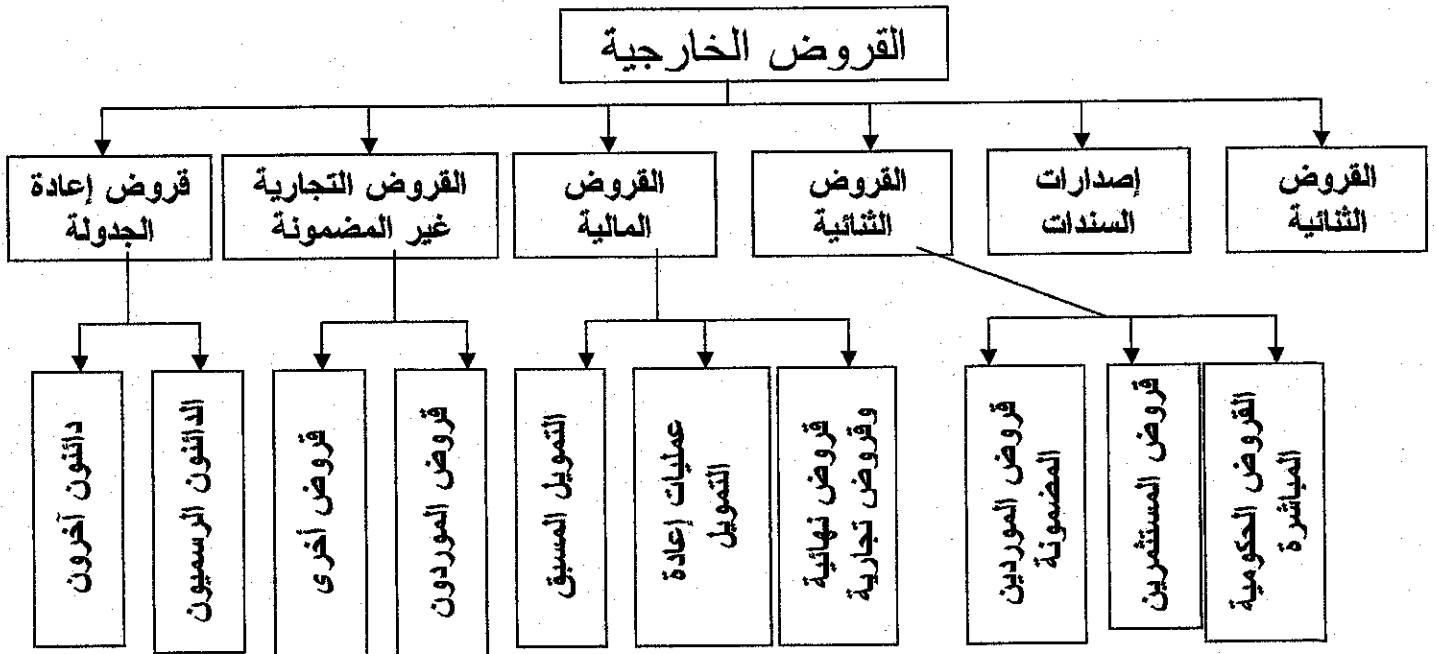 القروض الخارجية
القروض
الثنائية
إصدارات
السندات
القروض
الثنائية
القروض
المالية
القروض التجارية
غير المضمونة
قروض إعادة
الجدولة
القروض الحكومية
المباشرة
قروض المستثمرين
قروض الموردين
المضمونة
قروض نهائية
وقروض تجارية
عمليات إعادة
التمويل
التمويل المسبق
قروض الموردون
قروض أخرى
الدائنون الرسميون
دائنون آخرون